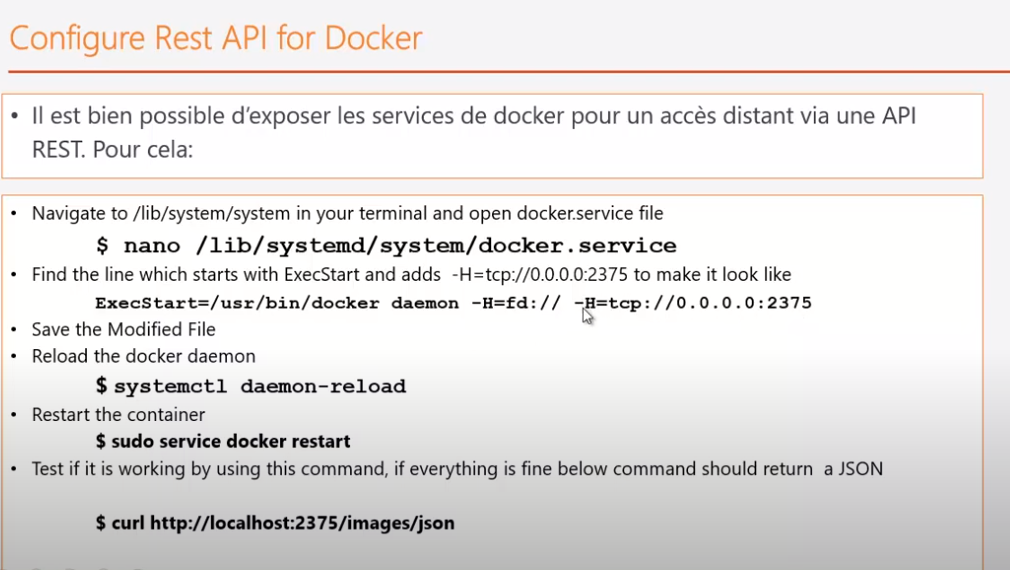 Configure Rest API for Docker
• Il est bien possible d'exposer les services de docker pour un accès distant via une API
REST. Pour cela:
• Navigate to /lib/system/system in your terminal and open docker.service file
$ nano /lib/systemd/system/docker.service
• Find the line which starts with ExecStart and adds -H=tcp://0.0.0.0:2375 to make it look like
ExecStart=/usr/bin/docker daemon -H=fd:// -H=tcp://0.0.0.0:2375
• Save the Modified File
• Reload the docker daemon
$ systemctl daemon-reload
• Restart the container
$ sudo service docker restart
• Test if it is working by using this command, if everything is fine below command should return a JSON
$ curl http://localhost:2375/images/json